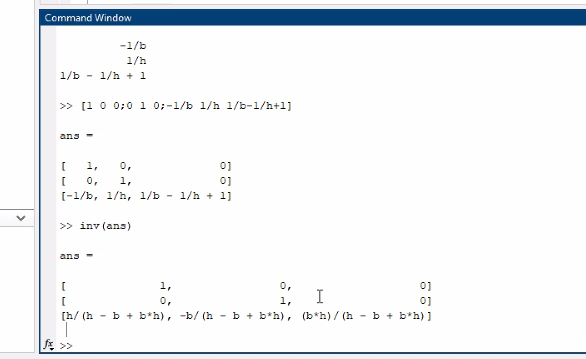 Command Window
-1/b
1/h
1/b - 1/h + 1
>> [1 0 0;0 1 0;-1/b 1/h 1/b-1/h+1]
ans =
[ 1, 0, 0]
[ 0, 1, 0]
[-1/b, 1/h, 1/b - 1/h + 1]
>> inv(ans)
ans =
[ 1, 0, 0]
[ 0, 1, 0]
[h/(h - b + b*h), -b/(h - b + b*h), (b*h)/(h - b + b*h)]
fx >>